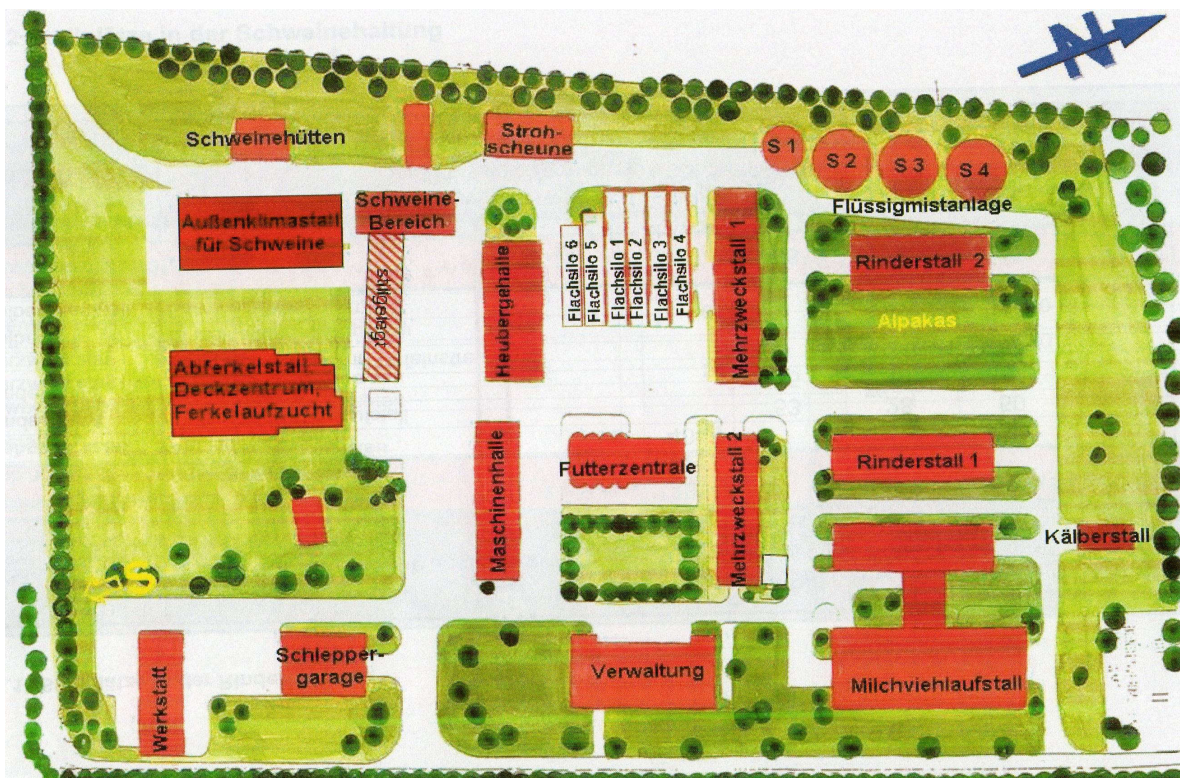 N
Schweinehütten
Stroh-
scheune
S 1
S 2
S 3
S 4
Flüssigmistanlage
Außenklimastall
für Schweine
Schweine-
Bereich
stillgelegt
Heubergehalle
Flachsilo 6
Flachsilo 5
Flachsilo 1
Flachsilo 2
Flachsilo 3
Flachsilo 4
Mehrzweckstall 1
Rinderstall 2
Alpakas
Abferkelstall,
Deckzentrum,
Ferkelaufzucht
Maschinenhalle
Futterzentrale
Mehrzweckstall 2
Rinderstall 1
Kälberstall
S
Werkstatt
Schlepper-
garage
Verwaltung
Milchviehlaufstall